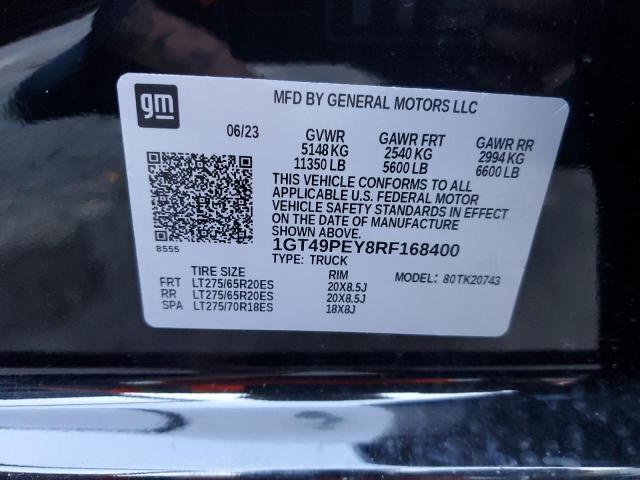 gm
MFD BY GENERAL MOTORS LLC
06/23 GVWR GAWR FRT GAWR RR
5148 KG 2540 KG 2994 KG
11350 LB 5600 LB 6600 LB
THIS VEHICLE CONFORMS TO ALL
APPLICABLE U.S. FEDERAL MOTOR
VEHICLE SAFETY STANDARDS IN EFFECT
ON THE DATE OF MANUFACTURE
SHOWN ABOVE.
8555
1GT49PEY8RF168400
TYPE: TRUCK
TIRE SIZE RIM MODEL: 80TK20743
FRT LT275/65R20ES 20X8.5J
RR LT275/65R20ES 20X8.5J
SPA LT275/70R18ES 18X8J